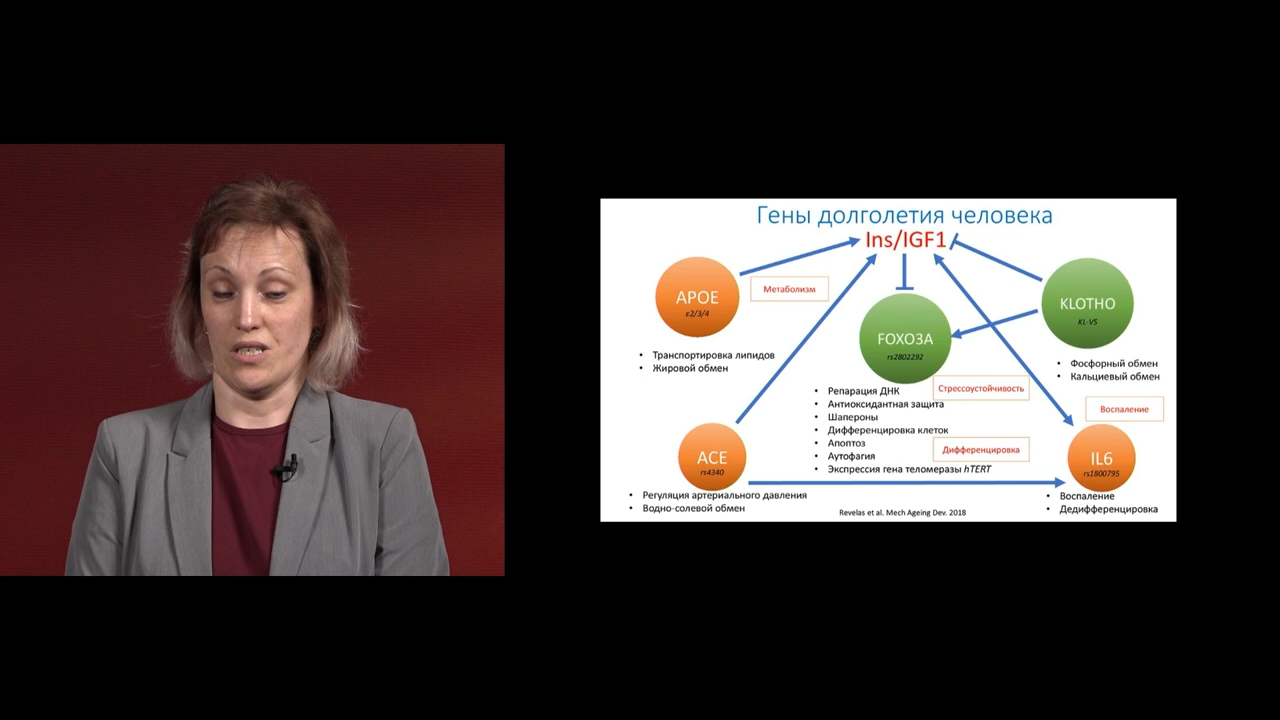 Гены долголетия человека
Ins/IGF1
APOE
ε2/3/4
Метаболизм
KLOTHO
KL-VS
FOXO3A
rs2802292
• Транспортировка липидов
• Жировой обмен
• Фосфорный обмен
• Кальциевый обмен
Стрессоустойчивость
• Репарация ДНК
• Антиоксидантная защита
• Шапероны
• Дифференцировка клеток
• Апоптоз
• Аутофагия
• Экспрессия гена теломеразы hTERT
Воспаление
Дифференцировка
ACE
rs4340
IL6
rs1800795
• Регуляция артериального давления
• Водно-солевой обмен
• Воспаление
• Дедифференцировка
Revelas et al. Mech Ageing Dev. 2018